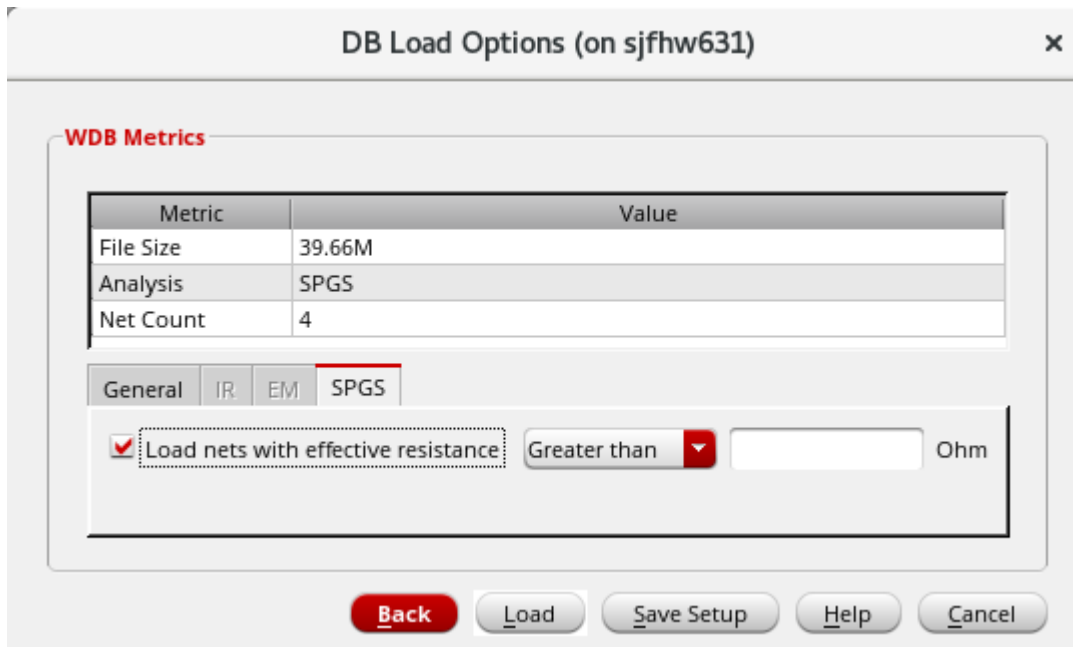 DB Load Options (on sjfhw631)
WDB Metrics
Metric Value
File Size 39.66M
Analysis SPGS
Net Count 4
General IR EM SPGS
Load nets with effective resistance Greater than Ohm
Back Load Save Setup Help Cancel